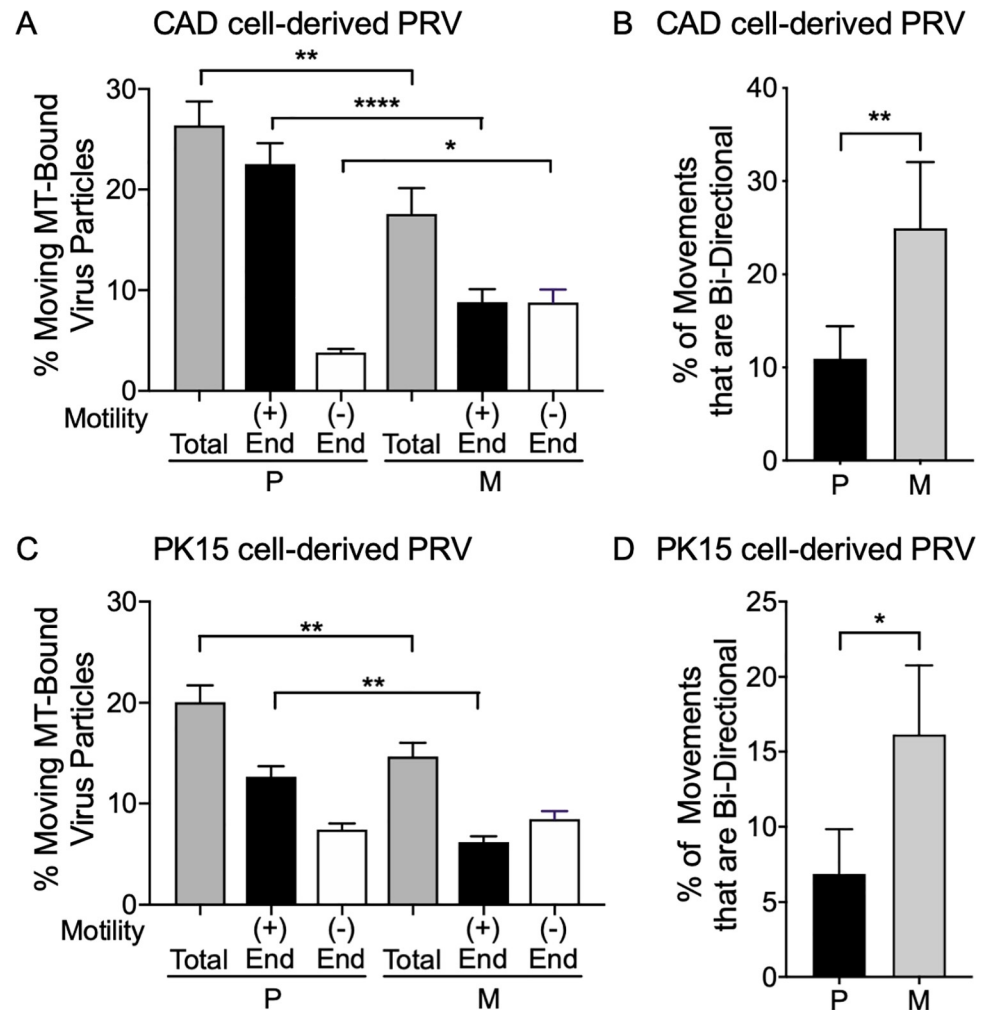 A CAD cell-derived PRV
% Moving MT-Bound
Virus Particles
30
20
10
0
**
****
*
Motility
Total
(+)
End
(-)
End
Total
(+)
End
(-)
End
P
M
B CAD cell-derived PRV
% of Movements
that are Bi-Directional
40
30
20
10
0
**
P
M
C PK15 cell-derived PRV
% Moving MT-Bound
Virus Particles
30
20
10
0
**
**
Motility
Total
(+)
End
(-)
End
Total
(+)
End
(-)
End
P
M
D PK15 cell-derived PRV
% of Movements
that are Bi-Directional
25
20
15
10
5
0
*
P
M